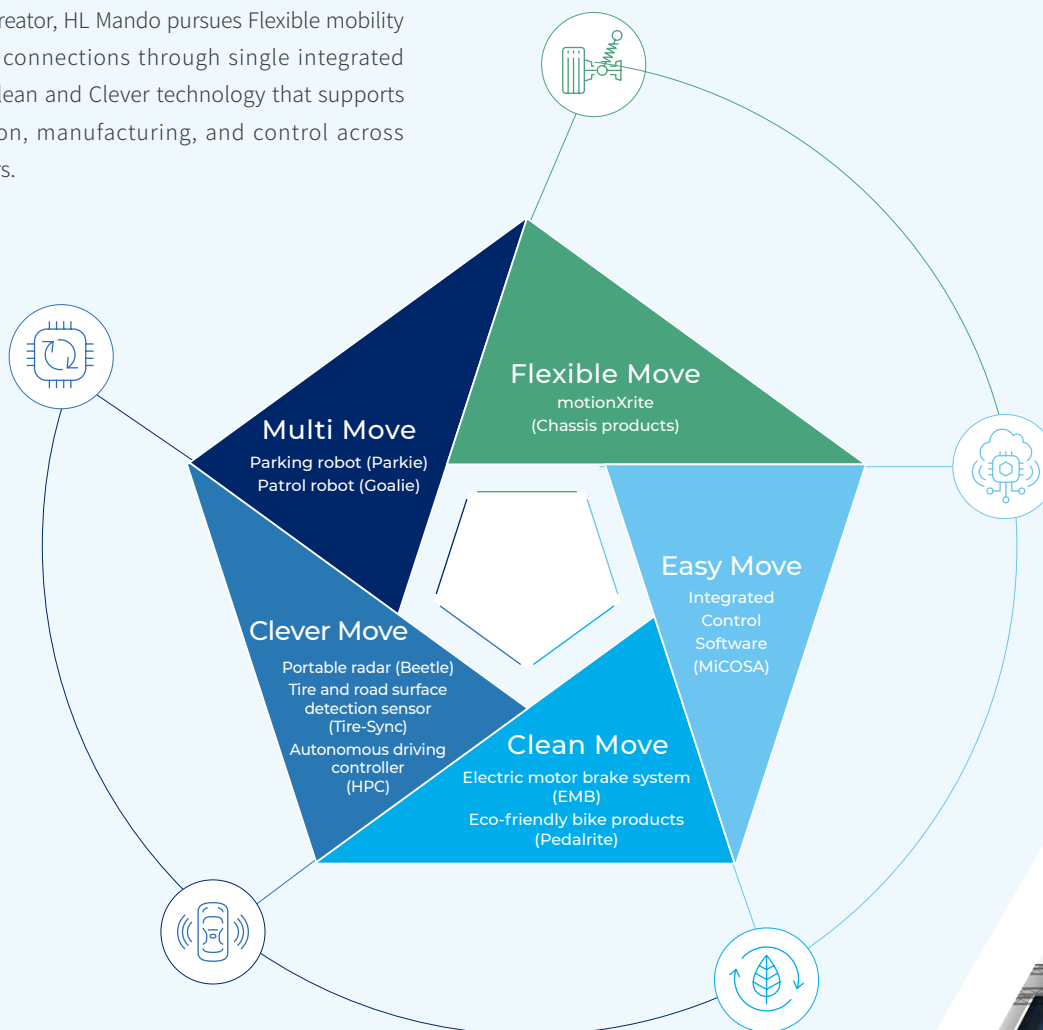 HL Mando pursues Flexible mobility
connections through single integrated
and Clever technology that supports
manufacturing, and control across
Flexible Move
motionXrite
(Chassis products)
Multi Move
Parking robot (Parkie)
Patrol robot (Goalie)
Easy Move
Integrated
Control
Software
(MiCOSA)
Clever Move
Portable radar (Beetle)
Tire and road surface
detection sensor
(Tire-Sync)
Autonomous driving
controller
(HPC)
Clean Move
Electric motor brake system
(EMB)
Eco-friendly bike products
(Pedalrite)